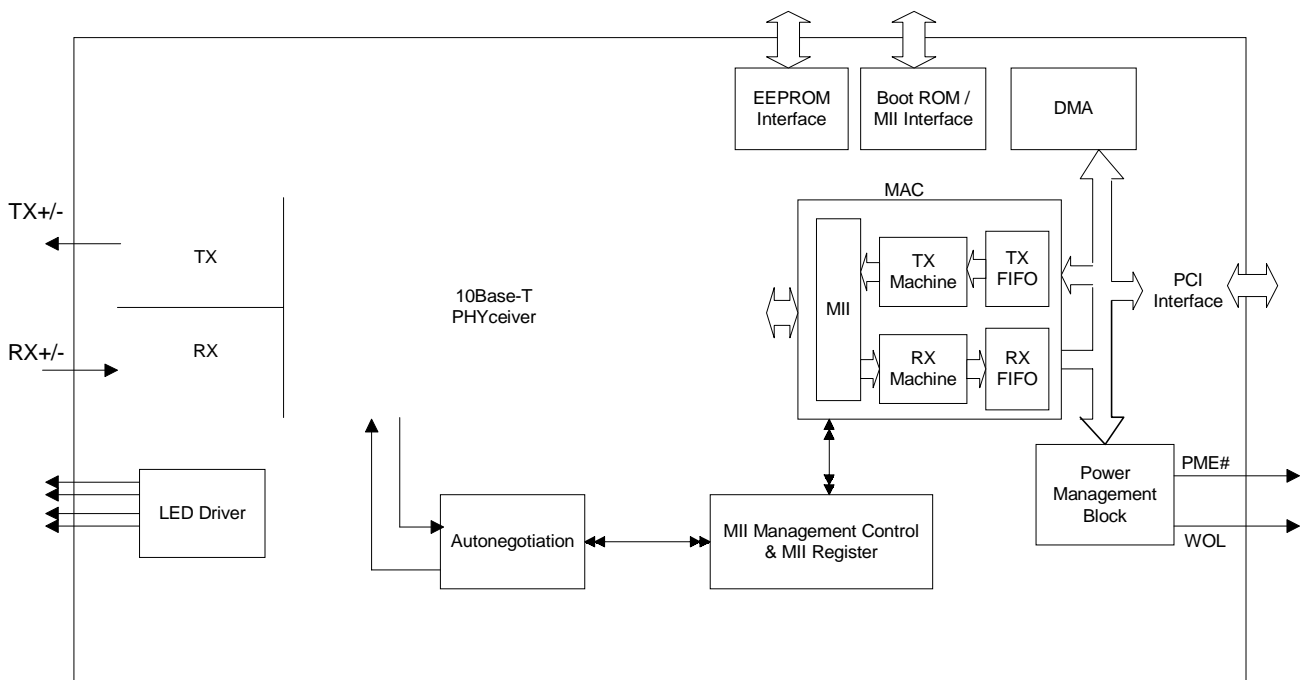 EEPROM
Interface
Boot ROM /
MII Interface
DMA
MAC
TX+/-
TX
10Base-T
PHYceiver
MII
TX
Machine
TX
FIFO
PCI
Interface
RX+/-
RX
RX
Machine
RX
FIFO
LED Driver
Autonegotiation
MII Management Control
& MII Register
Power
Management
Block
PME#
WOL